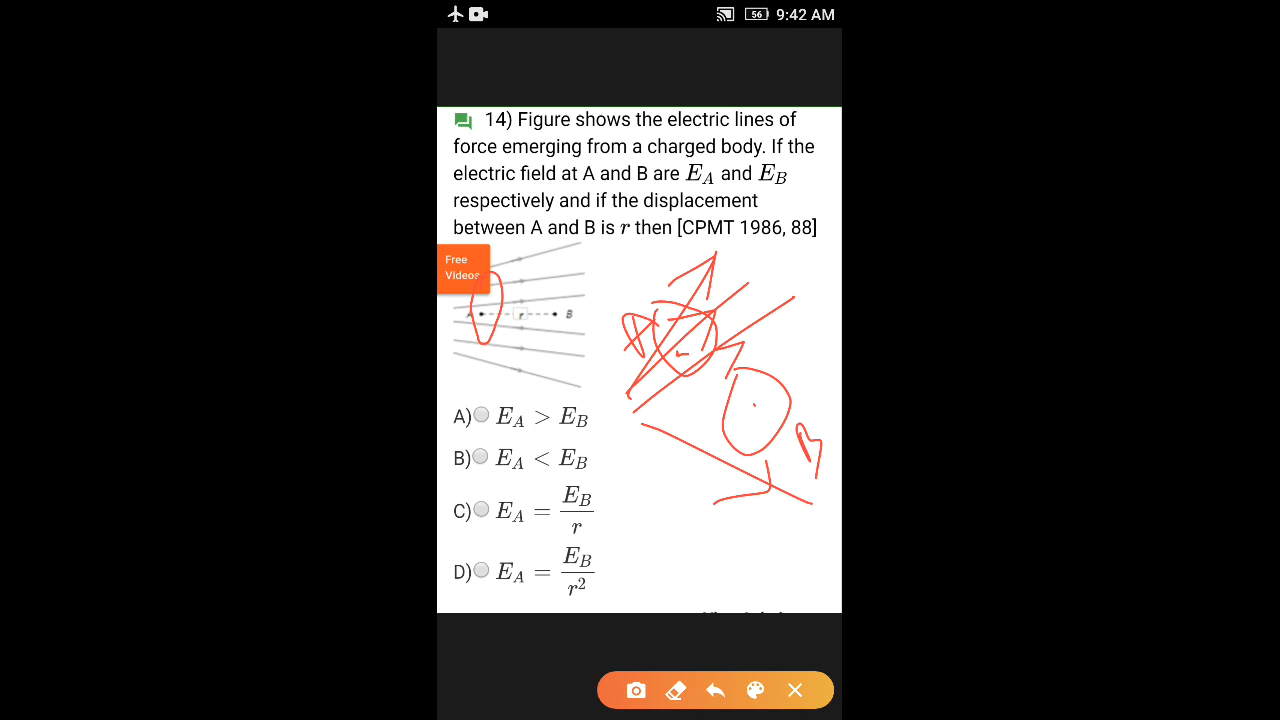 56 9:42 AM
14) Figure shows the electric lines of
force emerging from a charged body. If the
electric field at A and B are E_A and E_B
respectively and if the displacement
between A and B is r then [CPMT 1986, 88]
Free
Videos
A r B
A B
A) E_A > E_B
B) E_A < E_B
C) E_A = E_B/r
D) E_A = E_B/r²